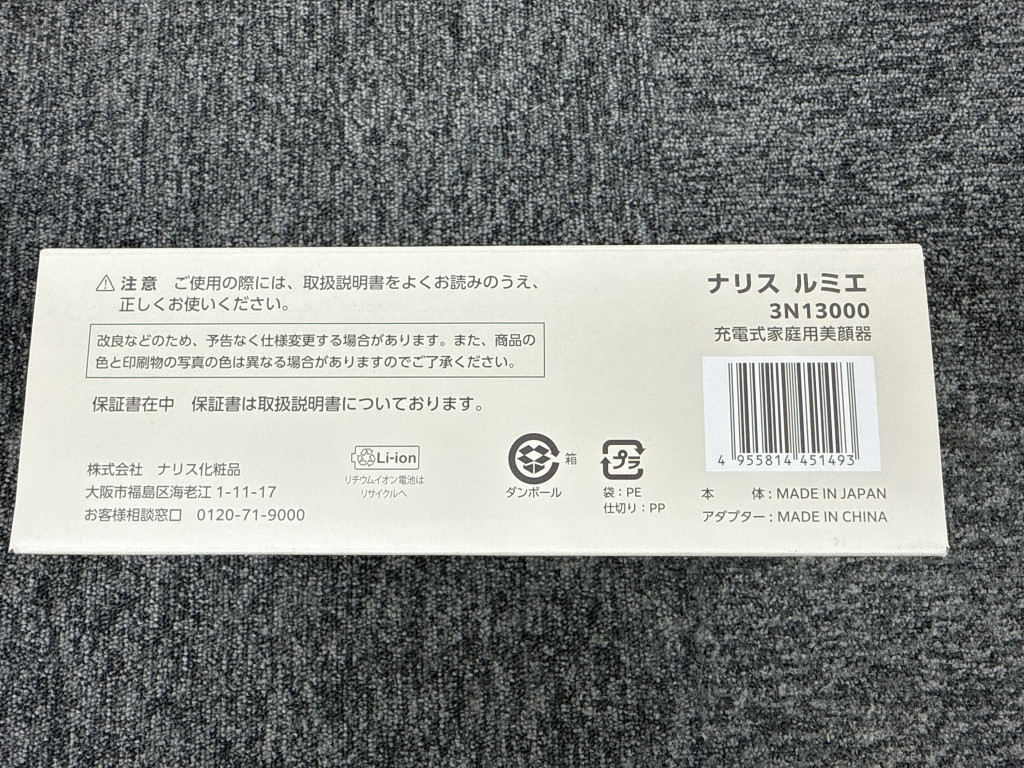 注意 ご使用の際には、取扱説明書をよくお読みのうえ、
正しくお使いください。
改良などのため、予告なく仕様変更する場合があります。また、商品の
色と印刷物の写真の色は異なる場合がありますのでご了承ください。
保証書在中 保証書は取扱説明書についております。
株式会社 ナリス化粧品
大阪市福島区海老江 1-11-17
お客様相談窓口 0120-71-9000
Li-ion
リチウムイオン電池は
リサイクルへ
箱
ダンボール
プラ
袋:PE
仕切り:PP
ナリス ルミエ
3N13000
充電式家庭用美顔器
4 955814 451493
本 体:MADE IN JAPAN
アダプター:MADE IN CHINA